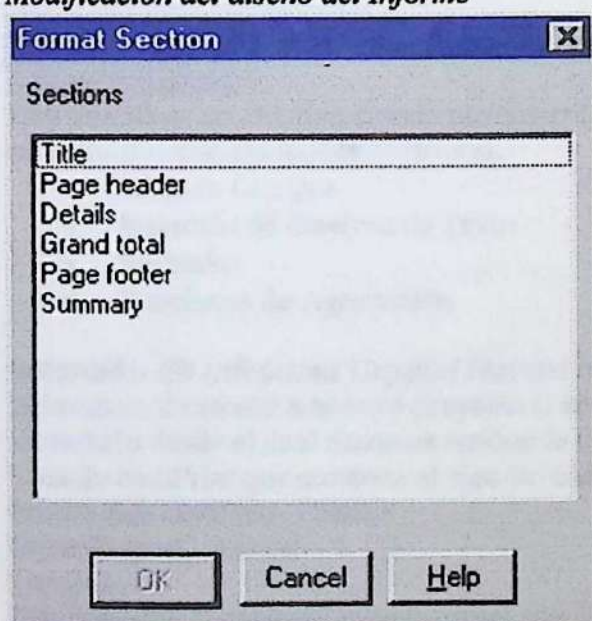 Modificación del diseño del Informe
Format Section
Sections
Title
Page header
Details
Grand total
Page footer
Summary
OK
Cancel
Help